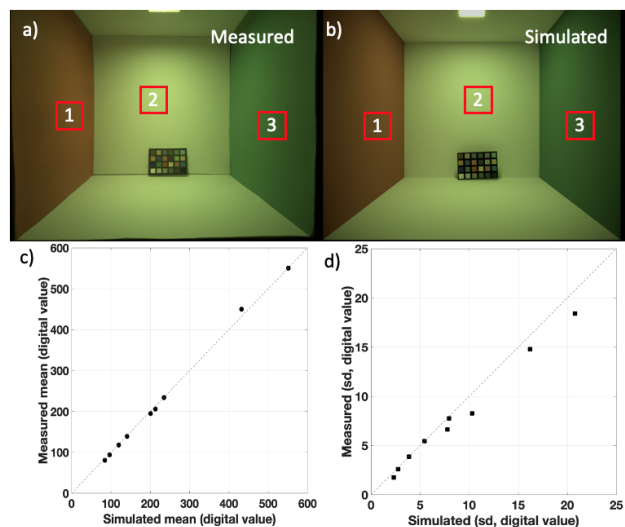 a)
Measured
1
2
3
b)
Simulated
1
2
3
c)
600
500
400
300
200
100
0
0 100 200 300 400 500 600
Measured mean (digital value)
Simulated mean (digital value)
d)
25
20
15
10
5
0
0 5 10 15 20 25
Measured (sd, digital value)
Simulated (sd, digital value)